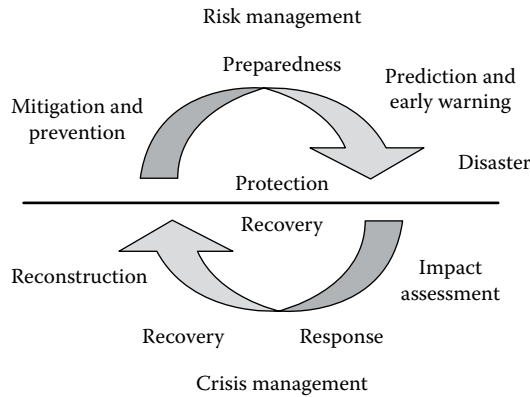 Risk management
Preparedness
Prediction and
early warning
Mitigation and
prevention
Disaster
Protection
Recovery
Reconstruction
Impact
assessment
Recovery
Response
Crisis management